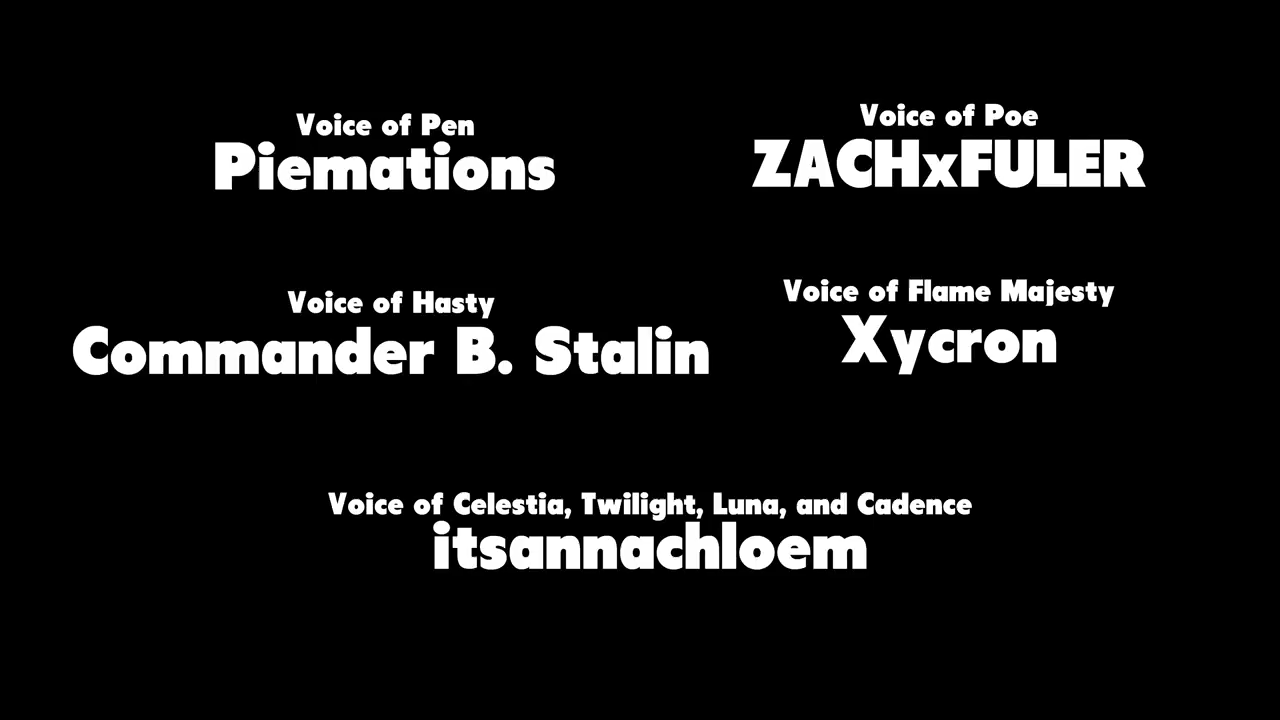 Voice of Pen
Piemations
Voice of Poe
ZACHxFULER
Voice of Hasty
Commander B. Stalin
Voice of Flame Majesty
Xycron
Voice of Celestia, Twilight, Luna, and Cadence
itsannachloem